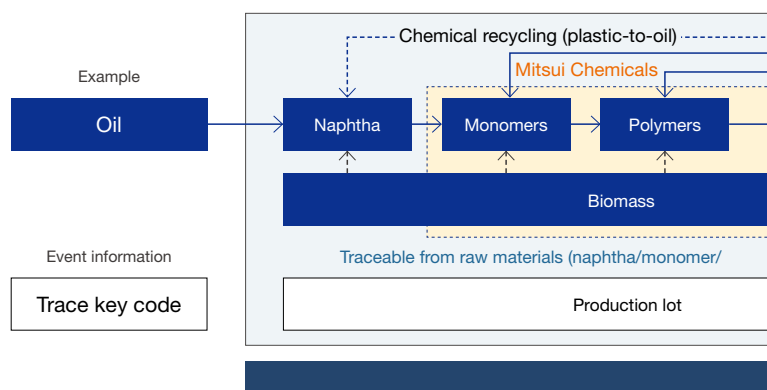 Chemical recycling (plastic-to-oil)
Example
Mitsui Chemicals
Oil
Naphtha
Monomers
Polymers
Biomass
Event information
Traceable from raw materials (naphtha/monomer/
Trace key code
Production lot